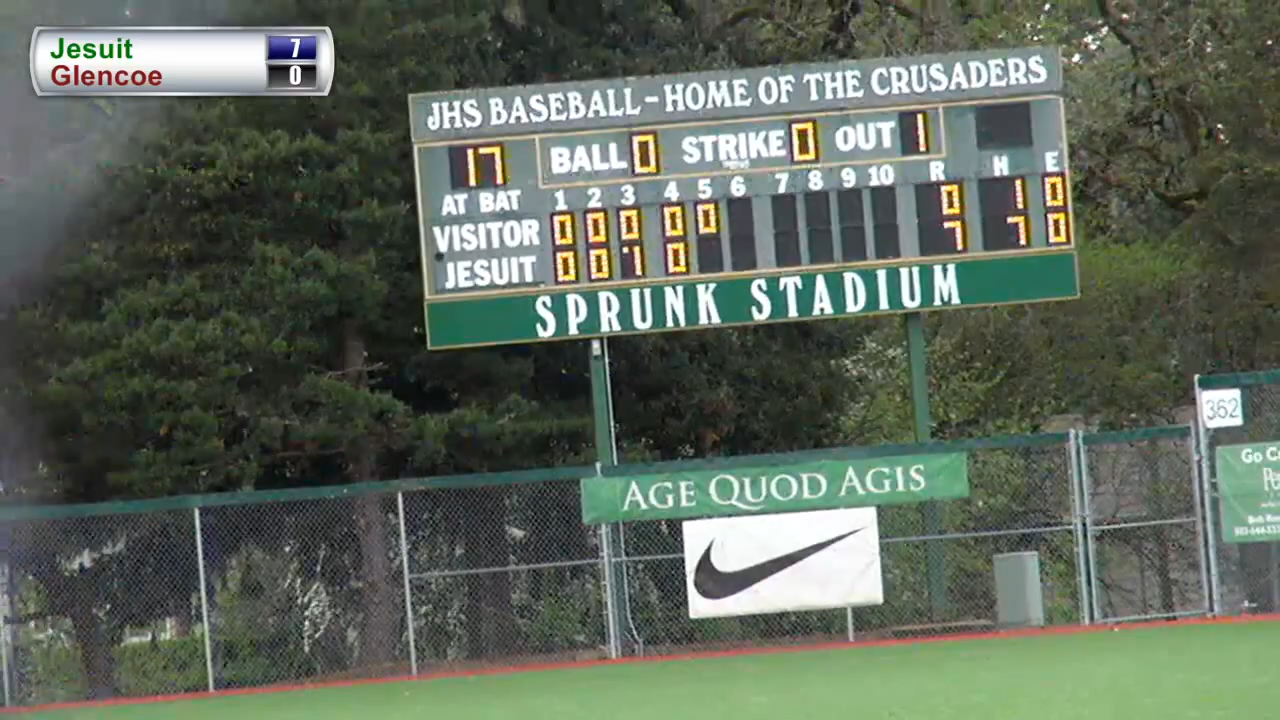 Jesuit 7
Glencoe 0
JHS BASEBALL - HOME OF THE CRUSADERS
17 BALL 0 STRIKE 0 OUT 1
AT BAT 1 2 3 4 5 6 7 8 9 10 R H E
VISITOR 0 0 0 0 0 0 1 0
JESUIT 0 0 7 0 7 7 0
SPRUNK STADIUM
362
AGE QUOD AGIS
Go